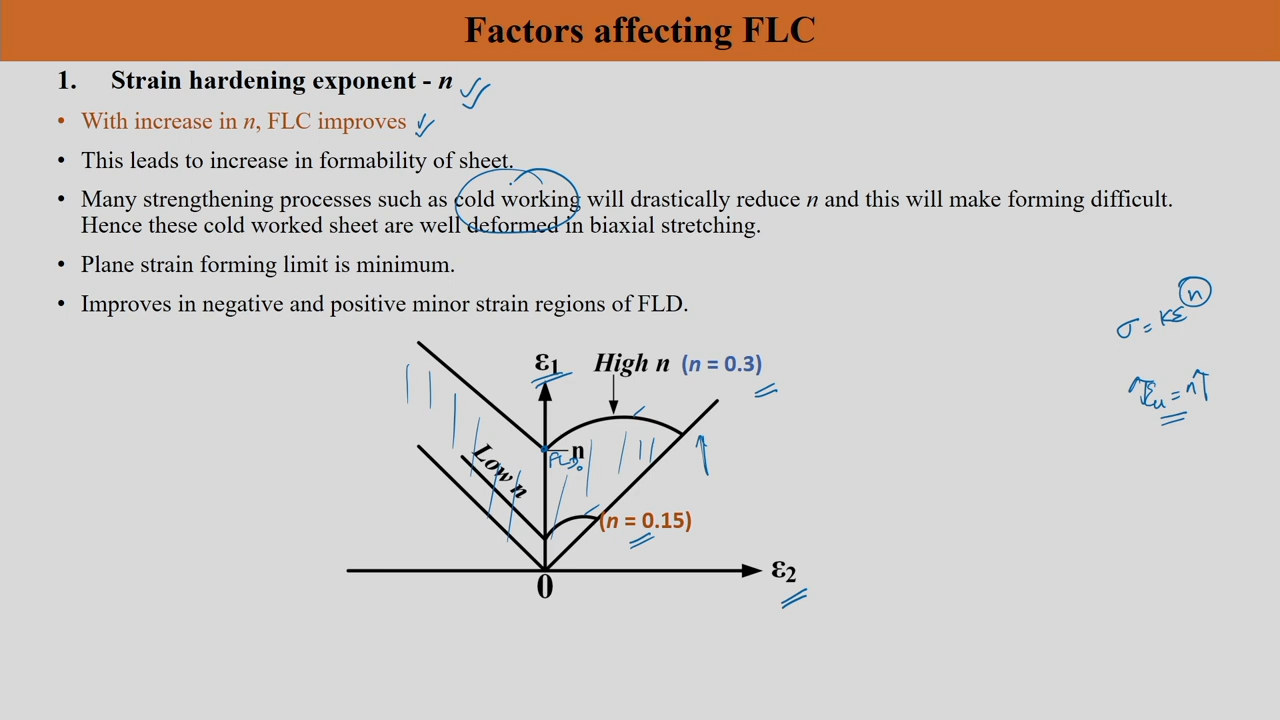 Factors affecting FLC
1. Strain hardening exponent - n
• With increase in n, FLC improves
• This leads to increase in formability of sheet.
• Many strengthening processes such as cold working will drastically reduce n and this will make forming difficult.
Hence these cold worked sheet are well deformed in biaxial stretching.
• Plane strain forming limit is minimum.
• Improves in negative and positive minor strain regions of FLD.
σ = Kε^n
↑εu = n↑
ε1
High n (n = 0.3)
n
Low n
(n = 0.15)
ε2
0